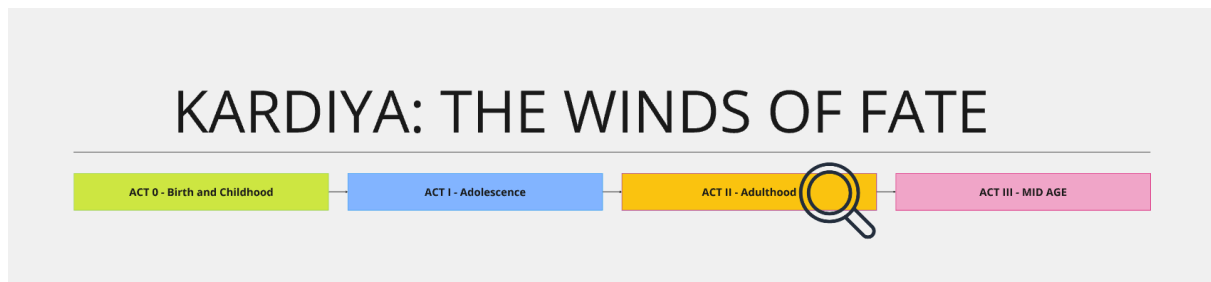 KARDIYA: THE WINDS OF FATE
ACT 0 - Birth and Childhood
ACT I - Adolescence
ACT II - Adulthood
ACT III - MID AGE